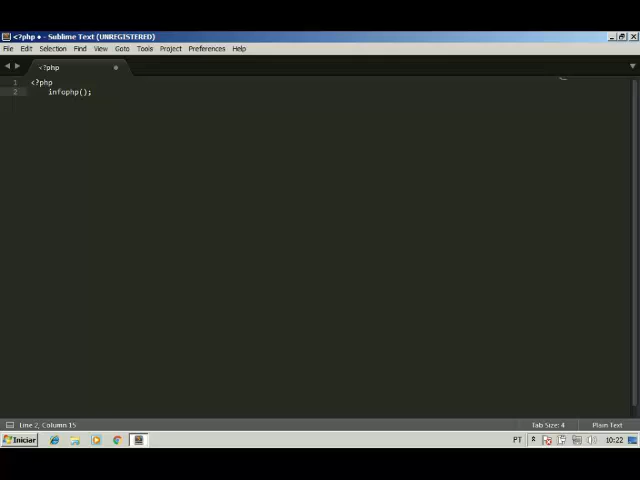 <?php • - Sublime Text (UNREGISTERED)
File Edit Selection Find View Goto Tools Project Preferences Help
<?php
1 <?php
2 infophp();
Line 2, Column 15 Tab Size: 4 Plain Text
Iniciar PT 10:22